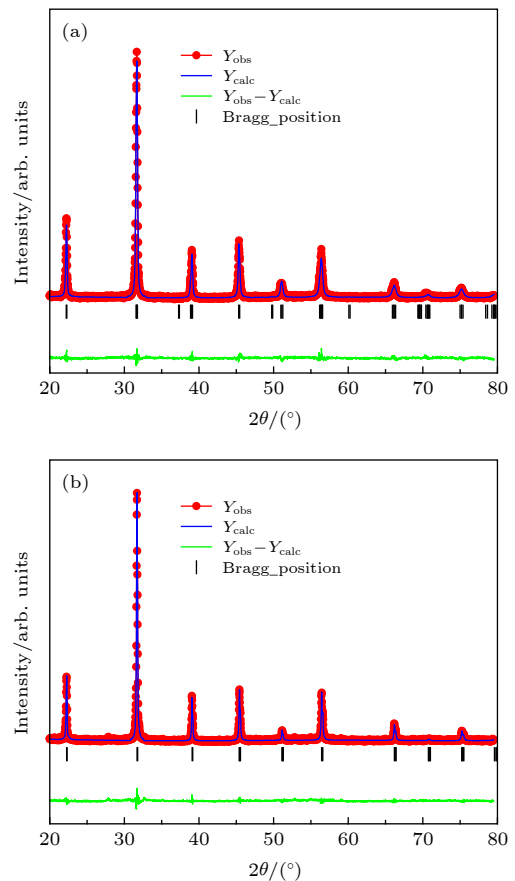 (a)
Y_obs
Y_calc
Y_obs−Y_calc
Bragg_position
Intensity/arb. units
20 30 40 50 60 70 80
2θ/(°)
(b)
Y_obs
Y_calc
Y_obs−Y_calc
Bragg_position
Intensity/arb. units
20 30 40 50 60 70 80
2θ/(°)